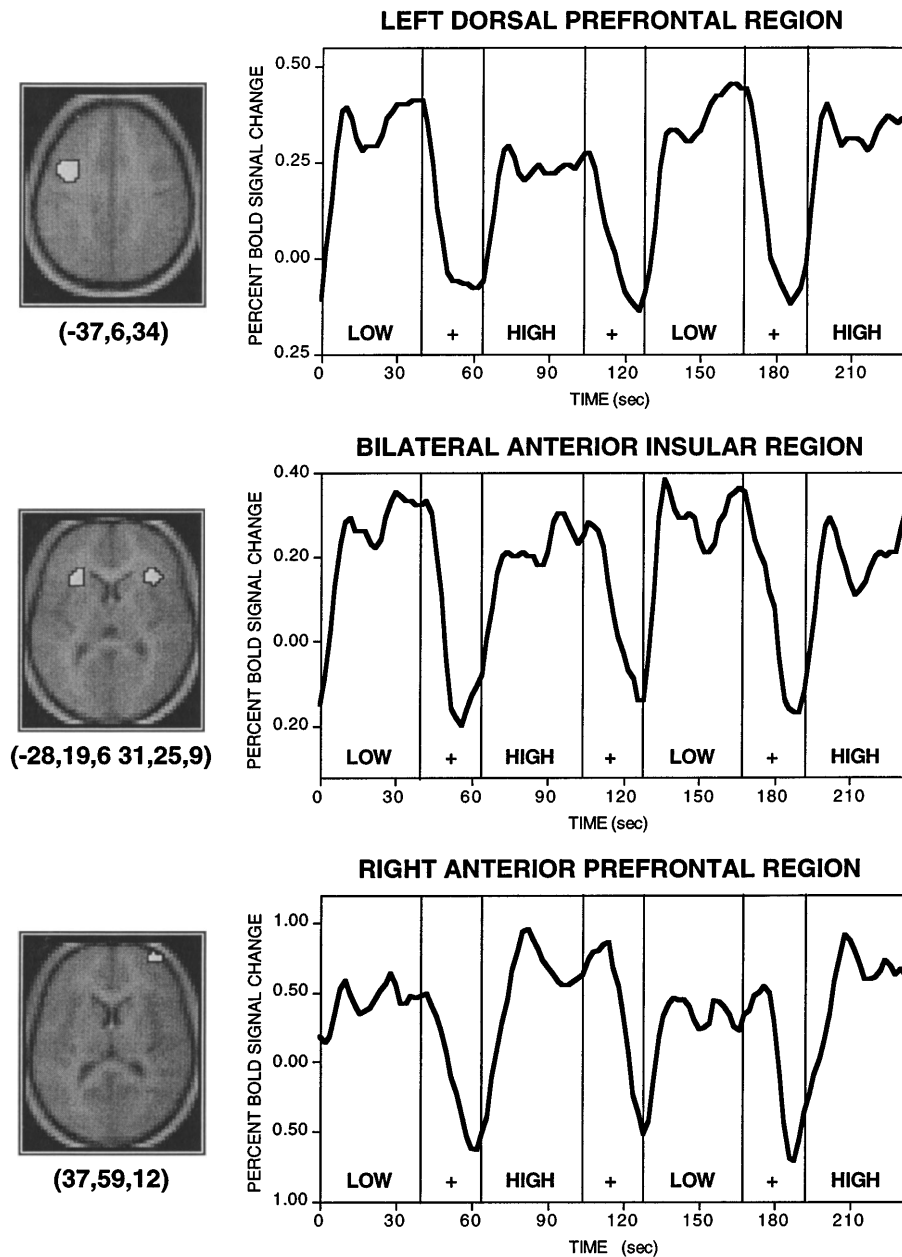 LEFT DORSAL PREFRONTAL REGION
PERCENT BOLD SIGNAL CHANGE
0.50
0.25
0.00
0.25
LOW + HIGH + LOW + HIGH
0 30 60 90 120 150 180 210
TIME (sec)
(-37,6,34)
BILATERAL ANTERIOR INSULAR REGION
PERCENT BOLD SIGNAL CHANGE
0.40
0.20
0.00
0.20
LOW + HIGH + LOW + HIGH
0 30 60 90 120 150 180 210
TIME (sec)
(-28,19,6 31,25,9)
RIGHT ANTERIOR PREFRONTAL REGION
PERCENT BOLD SIGNAL CHANGE
1.00
0.50
0.00
0.50
1.00
LOW + HIGH + LOW + HIGH
0 30 60 90 120 150 180 210
TIME (sec)
(37,59,12)